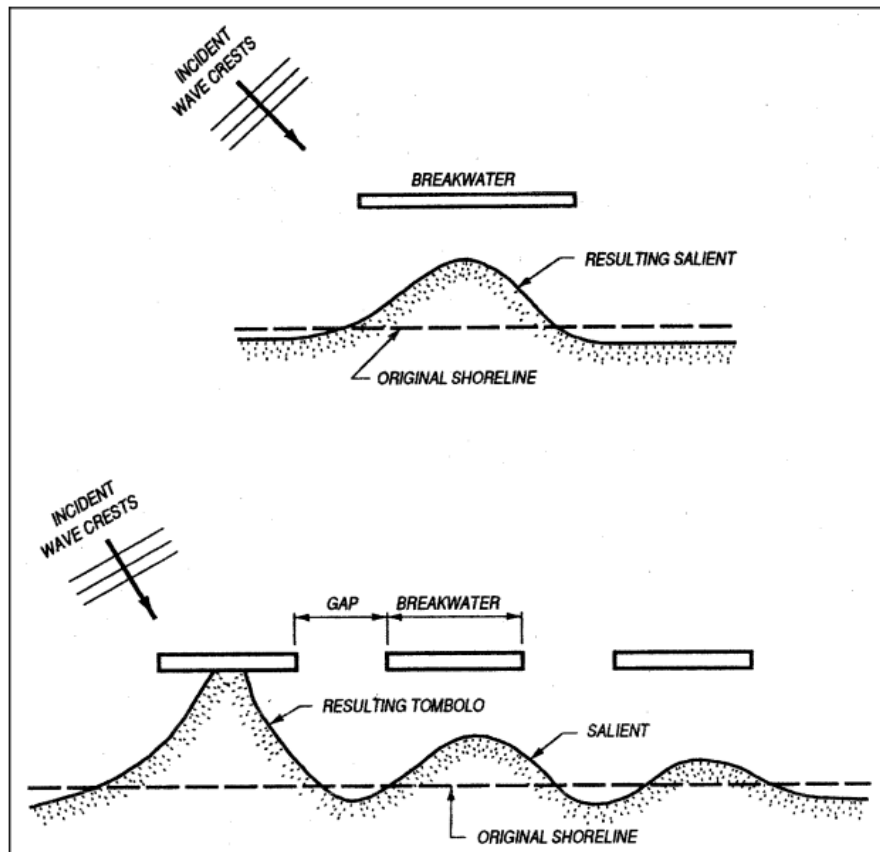 INCIDENT
WAVE CRESTS
BREAKWATER
RESULTING SALIENT
ORIGINAL SHORELINE
INCIDENT
WAVE CRESTS
GAP
BREAKWATER
RESULTING TOMBOLO
SALIENT
ORIGINAL SHORELINE